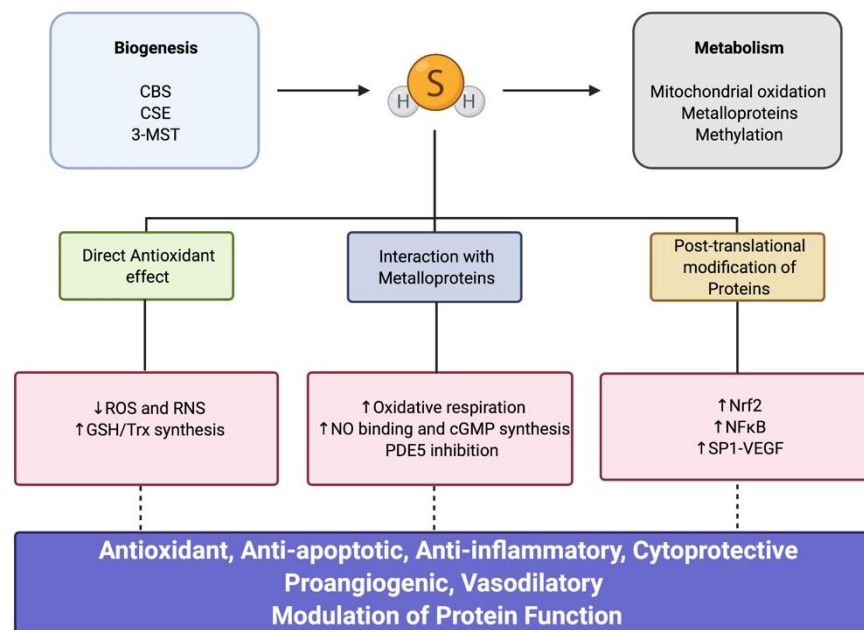 Biogenesis
CBS
CSE
3-MST
S
H
H
Metabolism
Mitochondrial oxidation
Metalloproteins
Methylation
Direct Antioxidant
effect
Interaction with
Metalloproteins
Post-translational
modification of
Proteins
↓ROS and RNS
↑GSH/Trx synthesis
↑Oxidative respiration
↑NO binding and cGMP synthesis
PDE5 inhibition
↑Nrf2
↑NFκB
↑SP1-VEGF
Antioxidant, Anti-apoptotic, Anti-inflammatory, Cytoprotective
Proangiogenic, Vasodilatory
Modulation of Protein Function